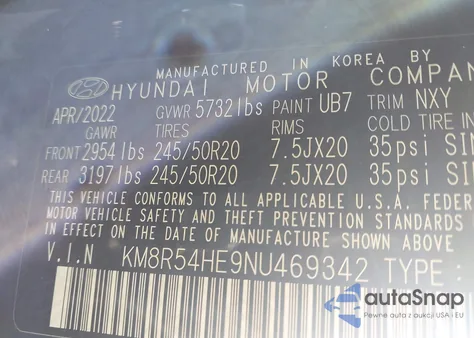 MANUFACTURED IN KOREA BY
HYUNDAI MOTOR COMPAN
APR/2022 GVWR 5732lbs PAINT UB7 TRIM NXY
GAWR TIRES RIMS COLD TIRE IN
FRONT 2954lbs 245/50R20 7.5JX20 35psi SIN
REAR 3197lbs 245/50R20 7.5JX20 35psi SIN
THIS VEHICLE CONFORMS TO ALL APPLICABLE U.S.A. FEDER
MOTOR VEHICLE SAFETY AND THEFT PREVENTION STANDARDS
IN EFFECT ON THE DATE OF MANUFACTURE SHOWN ABOVE
V.I.N KM8R54HE9NU469342 TYPE :
autoSnap
Pewne auta z aukcji USA i EU